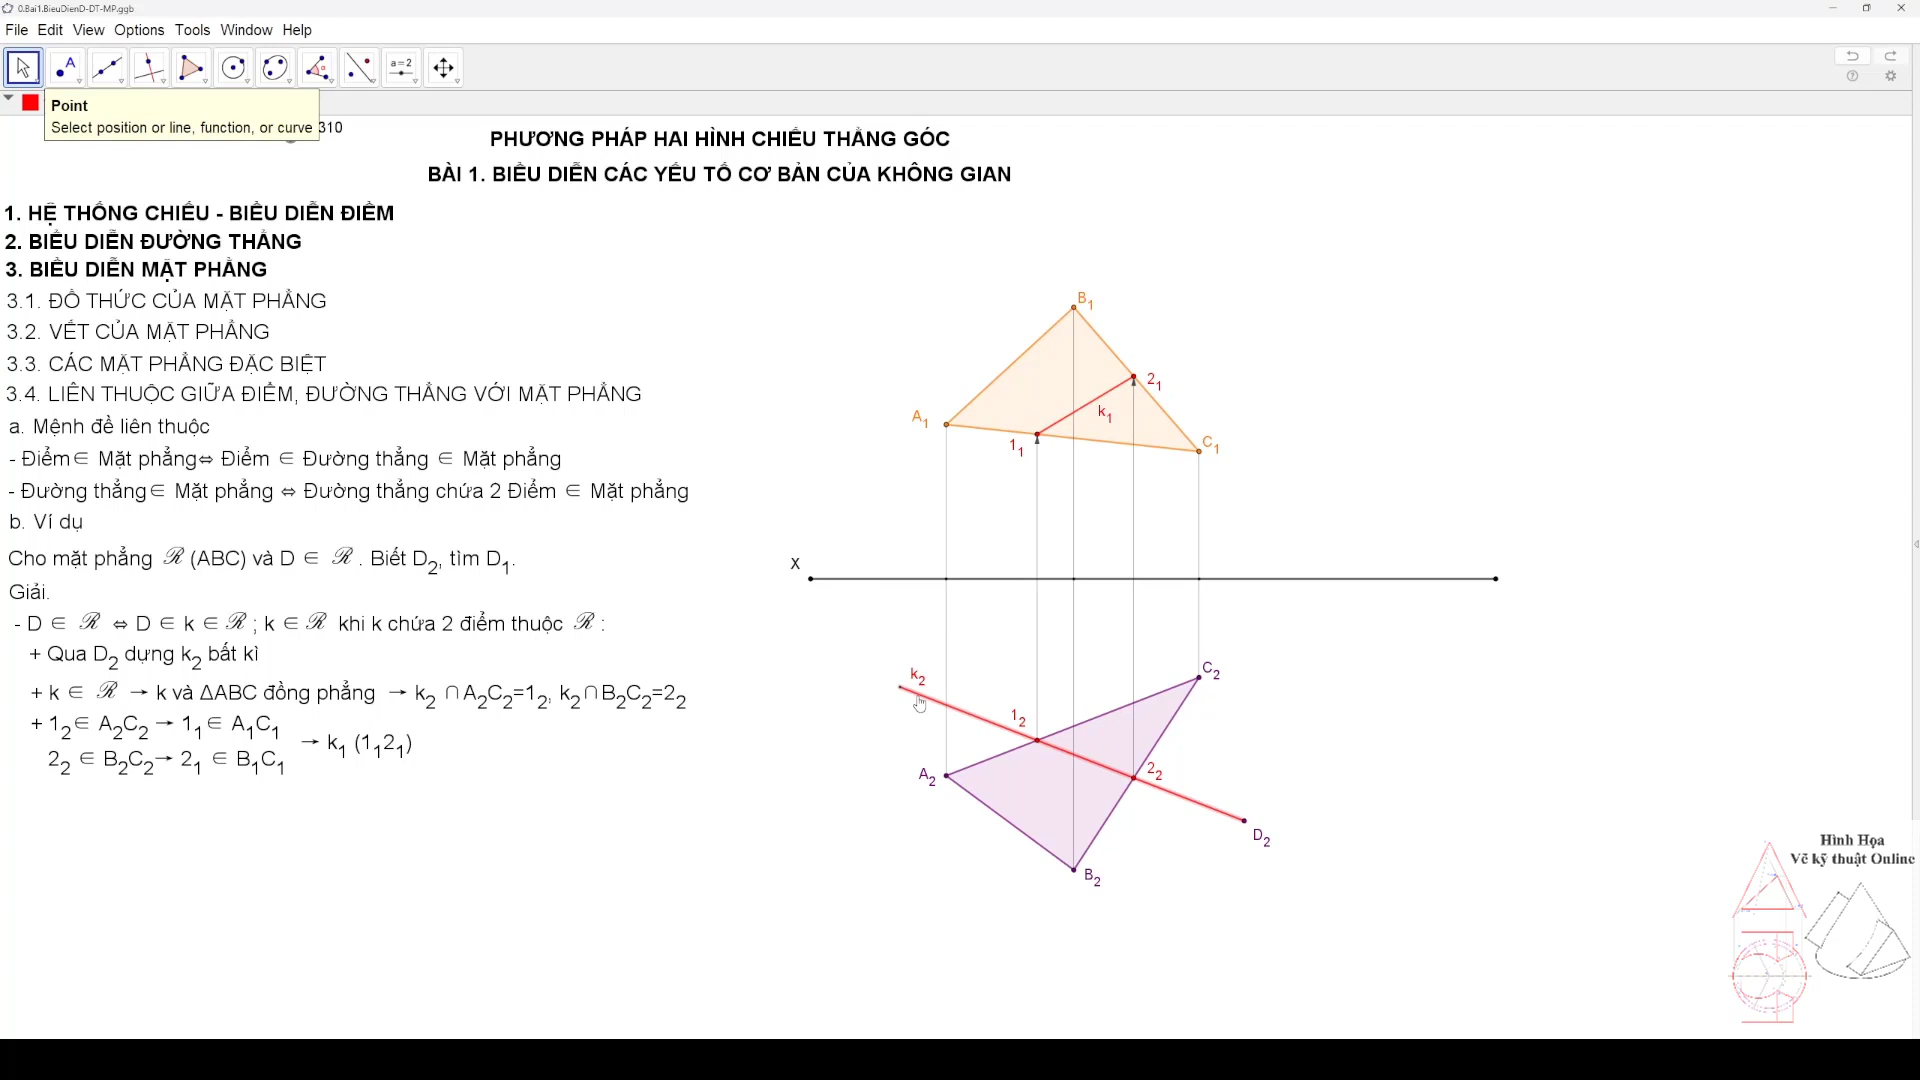 0.Bai1.BieuDienD-DT-MP.ggb
File Edit View Options Tools Window Help
A
a=2
Point
Select position or line, function, or curve 310
PHƯƠNG PHÁP HAI HÌNH CHIẾU THẲNG GÓC
BÀI 1. BIỂU DIỄN CÁC YẾU TỐ CƠ BẢN CỦA KHÔNG GIAN
1. HỆ THỐNG CHIẾU - BIỂU DIỄN ĐIỂM
2. BIỂU DIỄN ĐƯỜNG THẲNG
3. BIỂU DIỄN MẶT PHẲNG
3.1. ĐỒ THỨC CỦA MẶT PHẲNG
3.2. VẾT CỦA MẶT PHẲNG
3.3. CÁC MẶT PHẲNG ĐẶC BIỆT
3.4. LIÊN THUỘC GIỮA ĐIỂM, ĐƯỜNG THẲNG VỚI MẶT PHẲNG
a. Mệnh đề liên thuộc
- Điểm∈ Mặt phẳng⇔ Điểm ∈ Đường thẳng ∈ Mặt phẳng
- Đường thẳng∈ Mặt phẳng ⇔ Đường thẳng chứa 2 Điểm ∈ Mặt phẳng
b. Ví dụ
Cho mặt phẳng ℛ (ABC) và D ∈ ℛ . Biết D₂, tìm D₁.
Giải.
- D ∈ ℛ ⇔ D ∈ k ∈ ℛ ; k ∈ ℛ khi k chứa 2 điểm thuộc ℛ :
+ Qua D₂ dựng k₂ bất kì
+ k ∈ ℛ → k và ΔABC đồng phẳng → k₂ ∩ A₂C₂=1₂, k₂∩B₂C₂=2₂
+ 1₂∈ A₂C₂ → 1₁∈ A₁C₁
2₂ ∈ B₂C₂→ 2₁ ∈ B₁C₁
→ k₁ (1₁2₁)
B₁
2₁
k₁
A₁
1₁
C₁
X
C₂
k₂
1₂
2₂
A₂
D₂
B₂
Hình Họa
Vẽ kỹ thuật Online